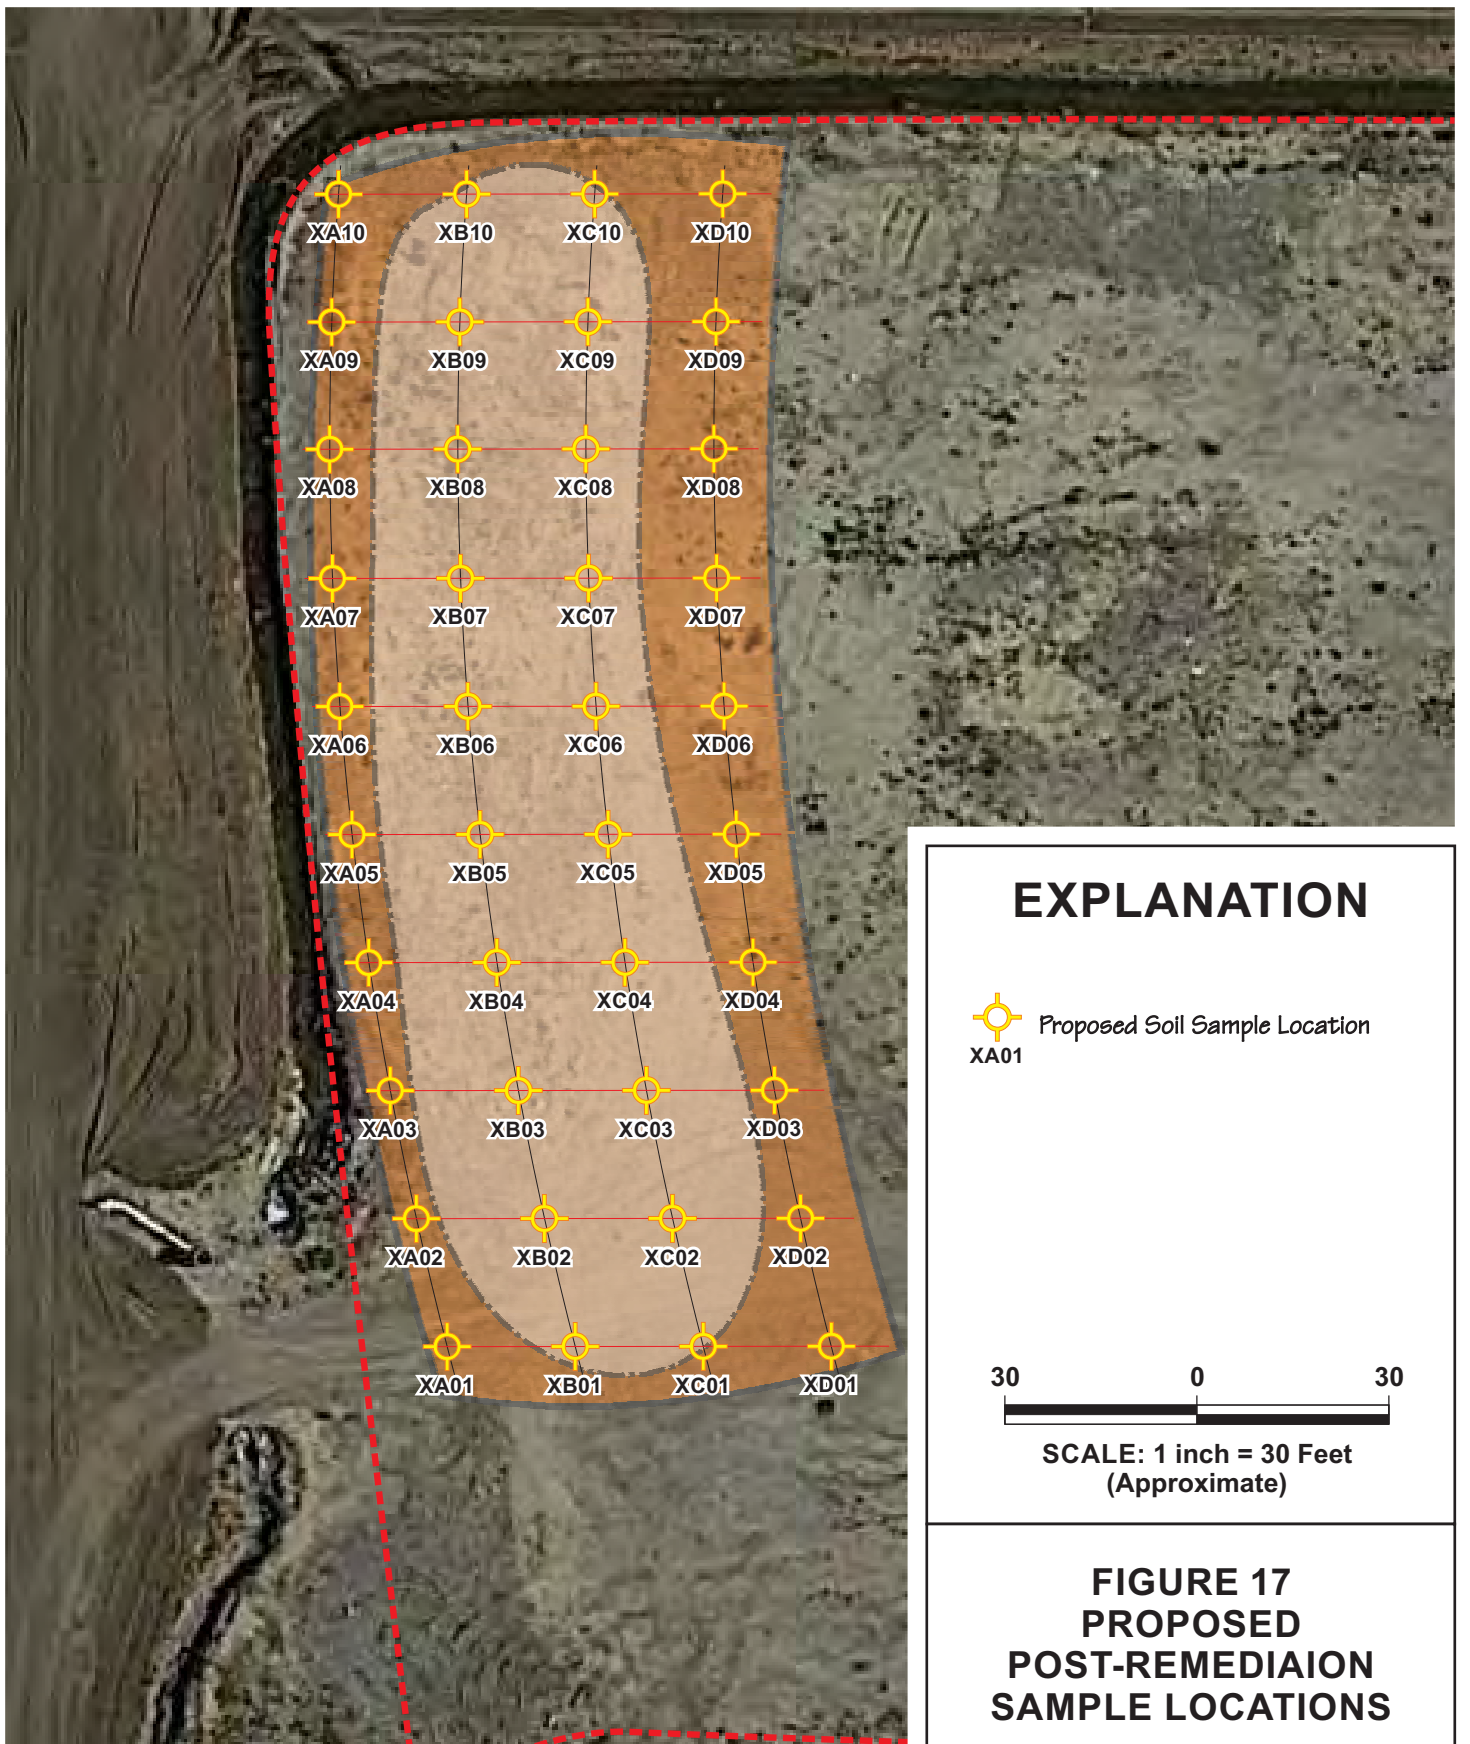 XA10 XB10 XC10 XD10
XA09 XB09 XC09 XD09
XA08 XB08 XC08 XD08
XA07 XB07 XC07 XD07
XA06 XB06 XC06 XD06
XA05 XB05 XC05 XD05
XA04 XB04 XC04 XD04
XA03 XB03 XC03 XD03
XA02 XB02 XC02 XD02
XA01 XB01 XC01 XD01
EXPLANATION
Proposed Soil Sample Location
XA01
30 0 30
SCALE: 1 inch = 30 Feet
(Approximate)
FIGURE 17
PROPOSED
POST-REMEDIAION
SAMPLE LOCATIONS